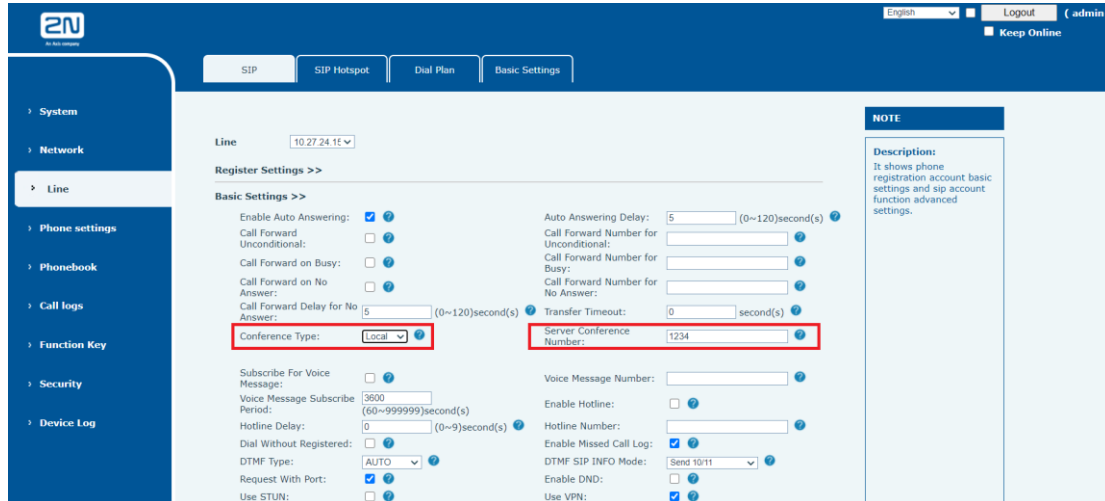 2N
An Axis company
English
Logout
( admin
Keep Online
SIP
SIP Hotspot
Dial Plan
Basic Settings
› System
› Network
› Line
› Phone settings
› Phonebook
› Call logs
› Function Key
› Security
› Device Log
Line
10.27.24.15
Register Settings >>
Basic Settings >>
Enable Auto Answering:
Auto Answering Delay: 5 (0~120)second(s)
Call Forward
Unconditional:
Call Forward Number for
Unconditional:
Call Forward on Busy:
Call Forward Number for
Busy:
Call Forward on No
Answer:
Call Forward Number for
No Answer:
Call Forward Delay for No
Answer: 5 (0~120)second(s)
Transfer Timeout: 0 second(s)
Conference Type: Local
Server Conference
Number: 1234
Subscribe For Voice
Message:
Voice Message Number:
Voice Message Subscribe
Period: 3600
(60~999999)second(s)
Enable Hotline:
Hotline Delay: 0 (0~9)second(s)
Hotline Number:
Dial Without Registered:
Enable Missed Call Log:
DTMF Type: AUTO
DTMF SIP INFO Mode: Send 10/11
Request With Port:
Enable DND:
Use STUN:
Use VPN:
NOTE
Description:
It shows phone
registration account basic
settings and sip account
function advanced
settings.